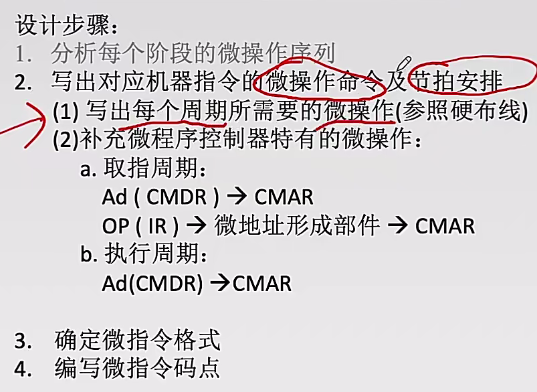 设计步骤：
1. 分析每个阶段的微操作序列
2. 写出对应机器指令的微操作命令及节拍安排
(1) 写出每个周期所需要的微操作(参照硬布线)
(2)补充微程序控制器特有的微操作：
a. 取指周期：
Ad ( CMDR ) → CMAR
OP ( IR ) → 微地址形成部件 → CMAR
b. 执行周期：
Ad(CMDR) →CMAR
3. 确定微指令格式
4. 编写微指令码点